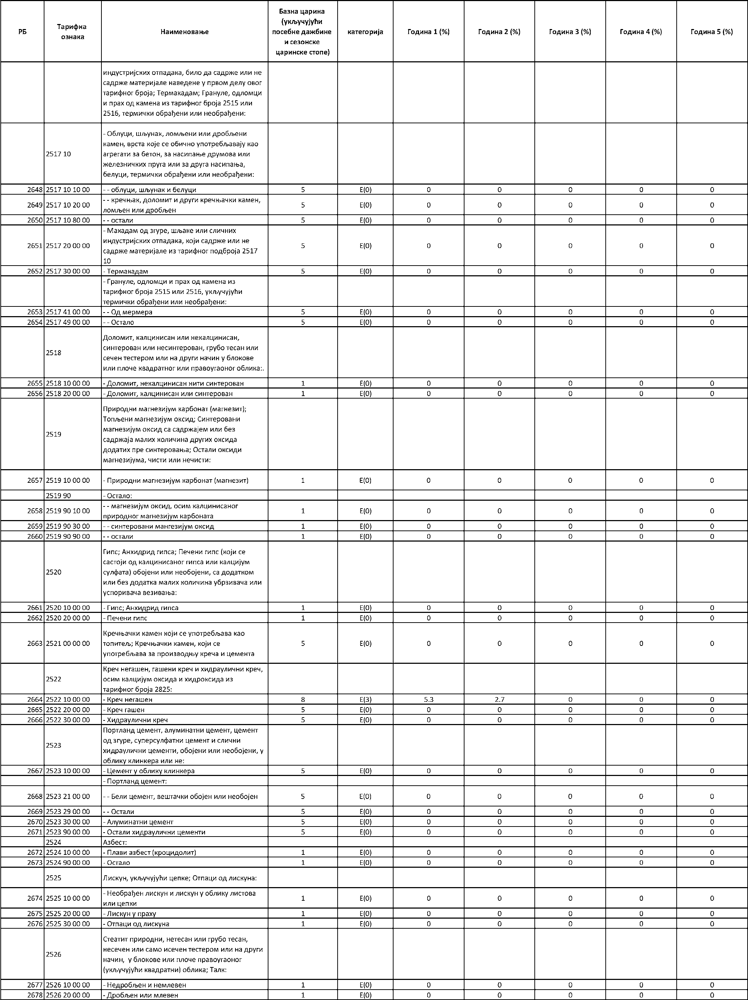 РБ Тарифна ознака Наименовање Базна царина (укључујући посебне дажбине и сезонске царинске стопе) категорија Година 1 (%) Година 2 (%) Година 3 (%) Година 4 (%) Година 5 (%)
индустријских отпадака, било да садрже или не
садрже материјале наведене у првом делу овог
тарифног броја; Термакадам; Грануле, одломци
и прах од камена из тарифног броја 2515 или
2516, термички обрађени или необрађени:
2517 10 - Облуци, шљунак, ломљени или дробљени
камен, врста које се обично употребљавају као
агрегати за бетон, за насипање друмова или
железничких пруга или за друга насипања,
белуци, термички обрађени или необрађени:
2648 2517 10 10 00 - - облуци, шљунак и белуци 5 E(0) 0 0 0 0 0
2649 2517 10 20 00 - - кречњак, доломит и други кречњачки камен,
ломљен или дробљен 5 E(0) 0 0 0 0 0
2650 2517 10 80 00 - - остали 5 E(0) 0 0 0 0 0
2651 2517 20 00 00 - Макадам од згуре, шљаке или сличних
индустријских отпадака, који садрже или не
садрже материјале из тарифног подброја 2517
10 5 E(0) 0 0 0 0 0
2652 2517 30 00 00 - Термакадам 5 E(0) 0 0 0 0 0
- Грануле, одломци и прах од камена из
тарифног броја 2515 или 2516, укључујући
термички обрађени или необрађени:
2653 2517 41 00 00 - - Од мермера 5 E(0) 0 0 0 0 0
2654 2517 49 00 00 - - Остало 5 E(0) 0 0 0 0 0
2518 Доломит, калцинисан или некалцинисан,
синтерован или несинтерован, грубо тесан или
сечен тестером или на други начин у блокове
или плоче квадратног или правоугаоног облика:.
2655 2518 10 00 00 - Доломит, некалцинисан нити синтерован 1 E(0) 0 0 0 0 0
2656 2518 20 00 00 - Доломит, калцинисан или синтерован 1 E(0) 0 0 0 0 0
2519 Природни магнезијум карбонат (магнезит);
Топљени магнезијум оксид; Синтеровани
магнезијум оксид са садржајем или без
садржаја малих количина других оксида
додатих пре синтеровања; Остали оксиди
магнезијума, чисти или нечисти:
2657 2519 10 00 00 - Природни магнезијум карбонат (магнезит) 1 E(0) 0 0 0 0 0
2519 90 - Остало:
2658 2519 90 10 00 - - магнезијум оксид, осим калцинисаног
природног магнезијум карбоната 1 E(0) 0 0 0 0 0
2659 2519 90 30 00 - - синтеровани мангезијум оксид 1 E(0) 0 0 0 0 0
2660 2519 90 90 00 - - остали 1 E(0) 0 0 0 0 0
2520 Гипс; Анхидрид гипса; Печени гипс (који се
састоји од калцинисаног гипса или калцијум
сулфата) обојени или необојени, са додатком
или без додатка малих количина убрзивача или
успоривача везивања:
2661 2520 10 00 00 - Гипс; Анхидрид гипса 1 E(0) 0 0 0 0 0
2662 2520 20 00 00 - Печени гипс 1 E(0) 0 0 0 0 0
2663 2521 00 00 00 Кречњачки камен који се употребљава као
топитељ; Кречњачки камен, који се
употребљава за производњу креча и цемента 5 E(0) 0 0 0 0 0
2522 Креч негашен, гашени креч и хидраулични креч,
осим калцијум оксида и хидроксида из
тарифног броја 2825:
2664 2522 10 00 00 - Креч негашен 8 E(3) 5.3 2.7 0 0 0
2665 2522 20 00 00 - Креч гашен 5 E(0) 0 0 0 0 0
2666 2522 30 00 00 - Хидраулични креч 5 E(0) 0 0 0 0 0
2523 Портланд цемент, алуминатни цемент, цемент
од згуре, суперсулфатни цемент и слични
хидраулични цементи, обојени или необојени, у
облику клинкера или не:
2667 2523 10 00 00 - Цемент у облику клинкера 5 E(0) 0 0 0 0 0
- Портланд цемент:
2668 2523 21 00 00 - - Бели цемент, вештачки обојен или необојен 5 E(0) 0 0 0 0 0
2669 2523 29 00 00 - - Остали 5 E(0) 0 0 0 0 0
2670 2523 30 00 00 - Алуминатни цемент 5 E(0) 0 0 0 0 0
2671 2523 90 00 00 - Остали хидраулични цементи 5 E(0) 0 0 0 0 0
2524 Азбест:
2672 2524 10 00 00 - Плави азбест (кроцидолит) 1 E(0) 0 0 0 0 0
2673 2524 90 00 00 - Остало 1 E(0) 0 0 0 0 0
2525 Лискун, укључујући цепке; Отпаци од лискуна:
2674 2525 10 00 00 - Необрађен лискун и лискун у облику листова
или цепки 1 E(0) 0 0 0 0 0
2675 2525 20 00 00 - Лискун у праху 1 E(0) 0 0 0 0 0
2676 2525 30 00 00 - Отпаци од лискуна 1 E(0) 0 0 0 0 0
2526 Стеатит природни, нетесан или грубо тесан,
несечен или само исечен тестером или на други
начин, у блокове или плоче правоугаоног
(укључујући квадратни) облика; Талк:
2677 2526 10 00 00 - Недробљен и немлевен 1 E(0) 0 0 0 0 0
2678 2526 20 00 00 - Дробљен или млевен 1 E(0) 0 0 0 0 0